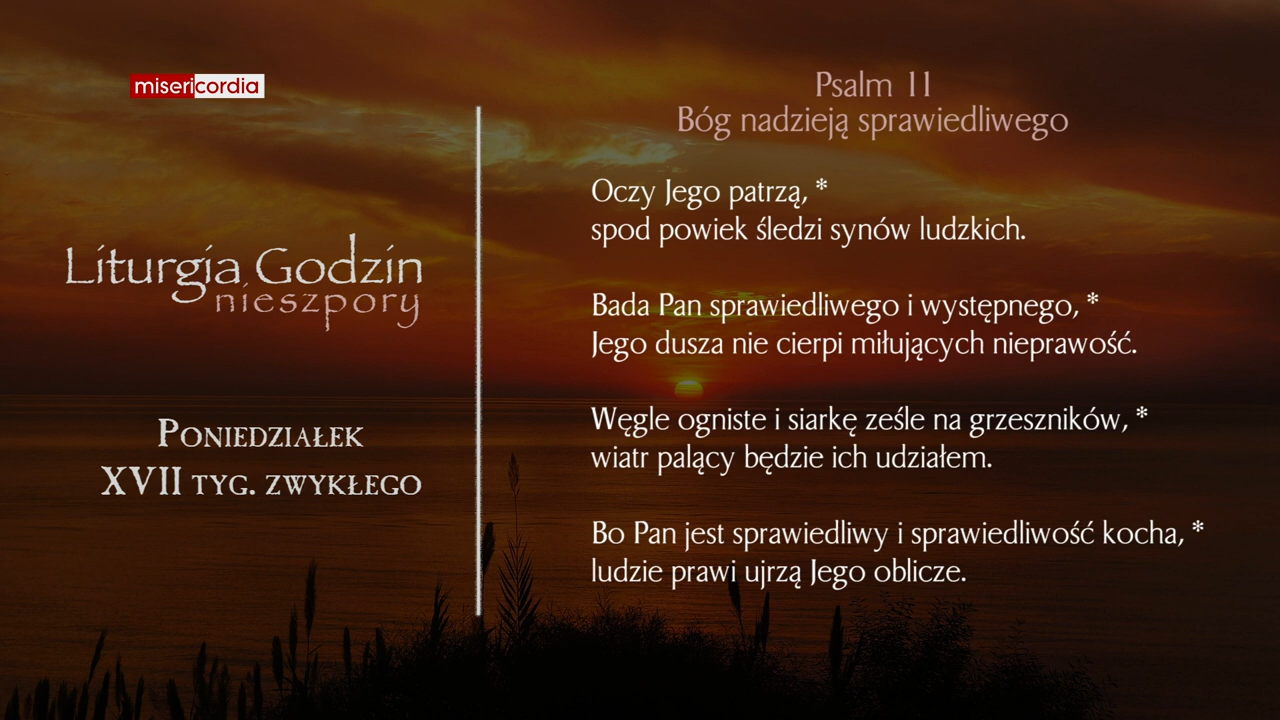 misericordia
Liturgia Godzin
nieszpory
Poniedziałek
XVII tyg. zwykłego
Psalm 11
Bóg nadzieją sprawiedliwego
Oczy Jego patrzą, *
spod powiek śledzi synów ludzkich.
Bada Pan sprawiedliwego i występnego, *
Jego dusza nie cierpi miłujących nieprawość.
Węgle ogniste i siarkę ześle na grzeszników, *
wiatr palący będzie ich udziałem.
Bo Pan jest sprawiedliwy i sprawiedliwość kocha, *
ludzie prawi ujrzą Jego oblicze.